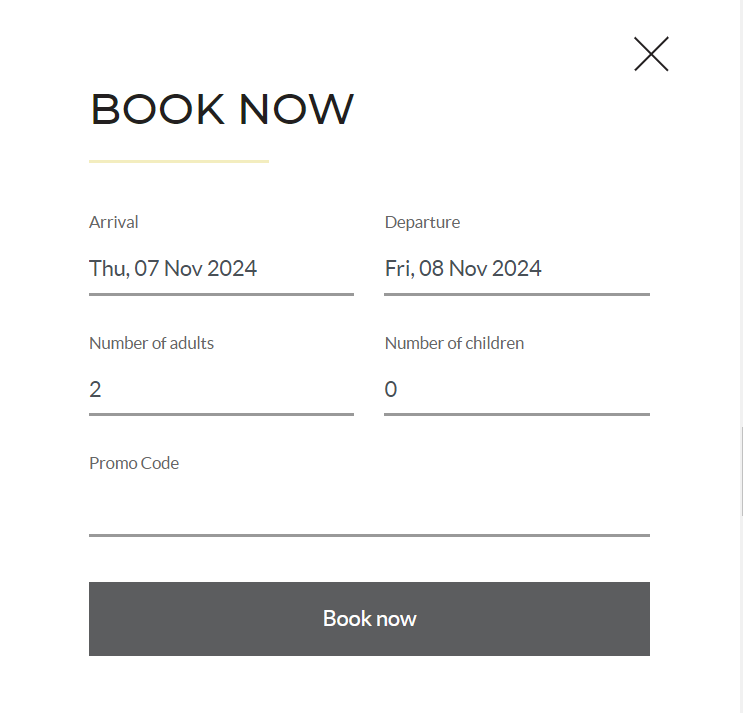 BOOK NOW
Arrival
Departure
Thu, 07 Nov 2024
Fri, 08 Nov 2024
Number of adults
Number of children
2
0
Promo Code
Book now